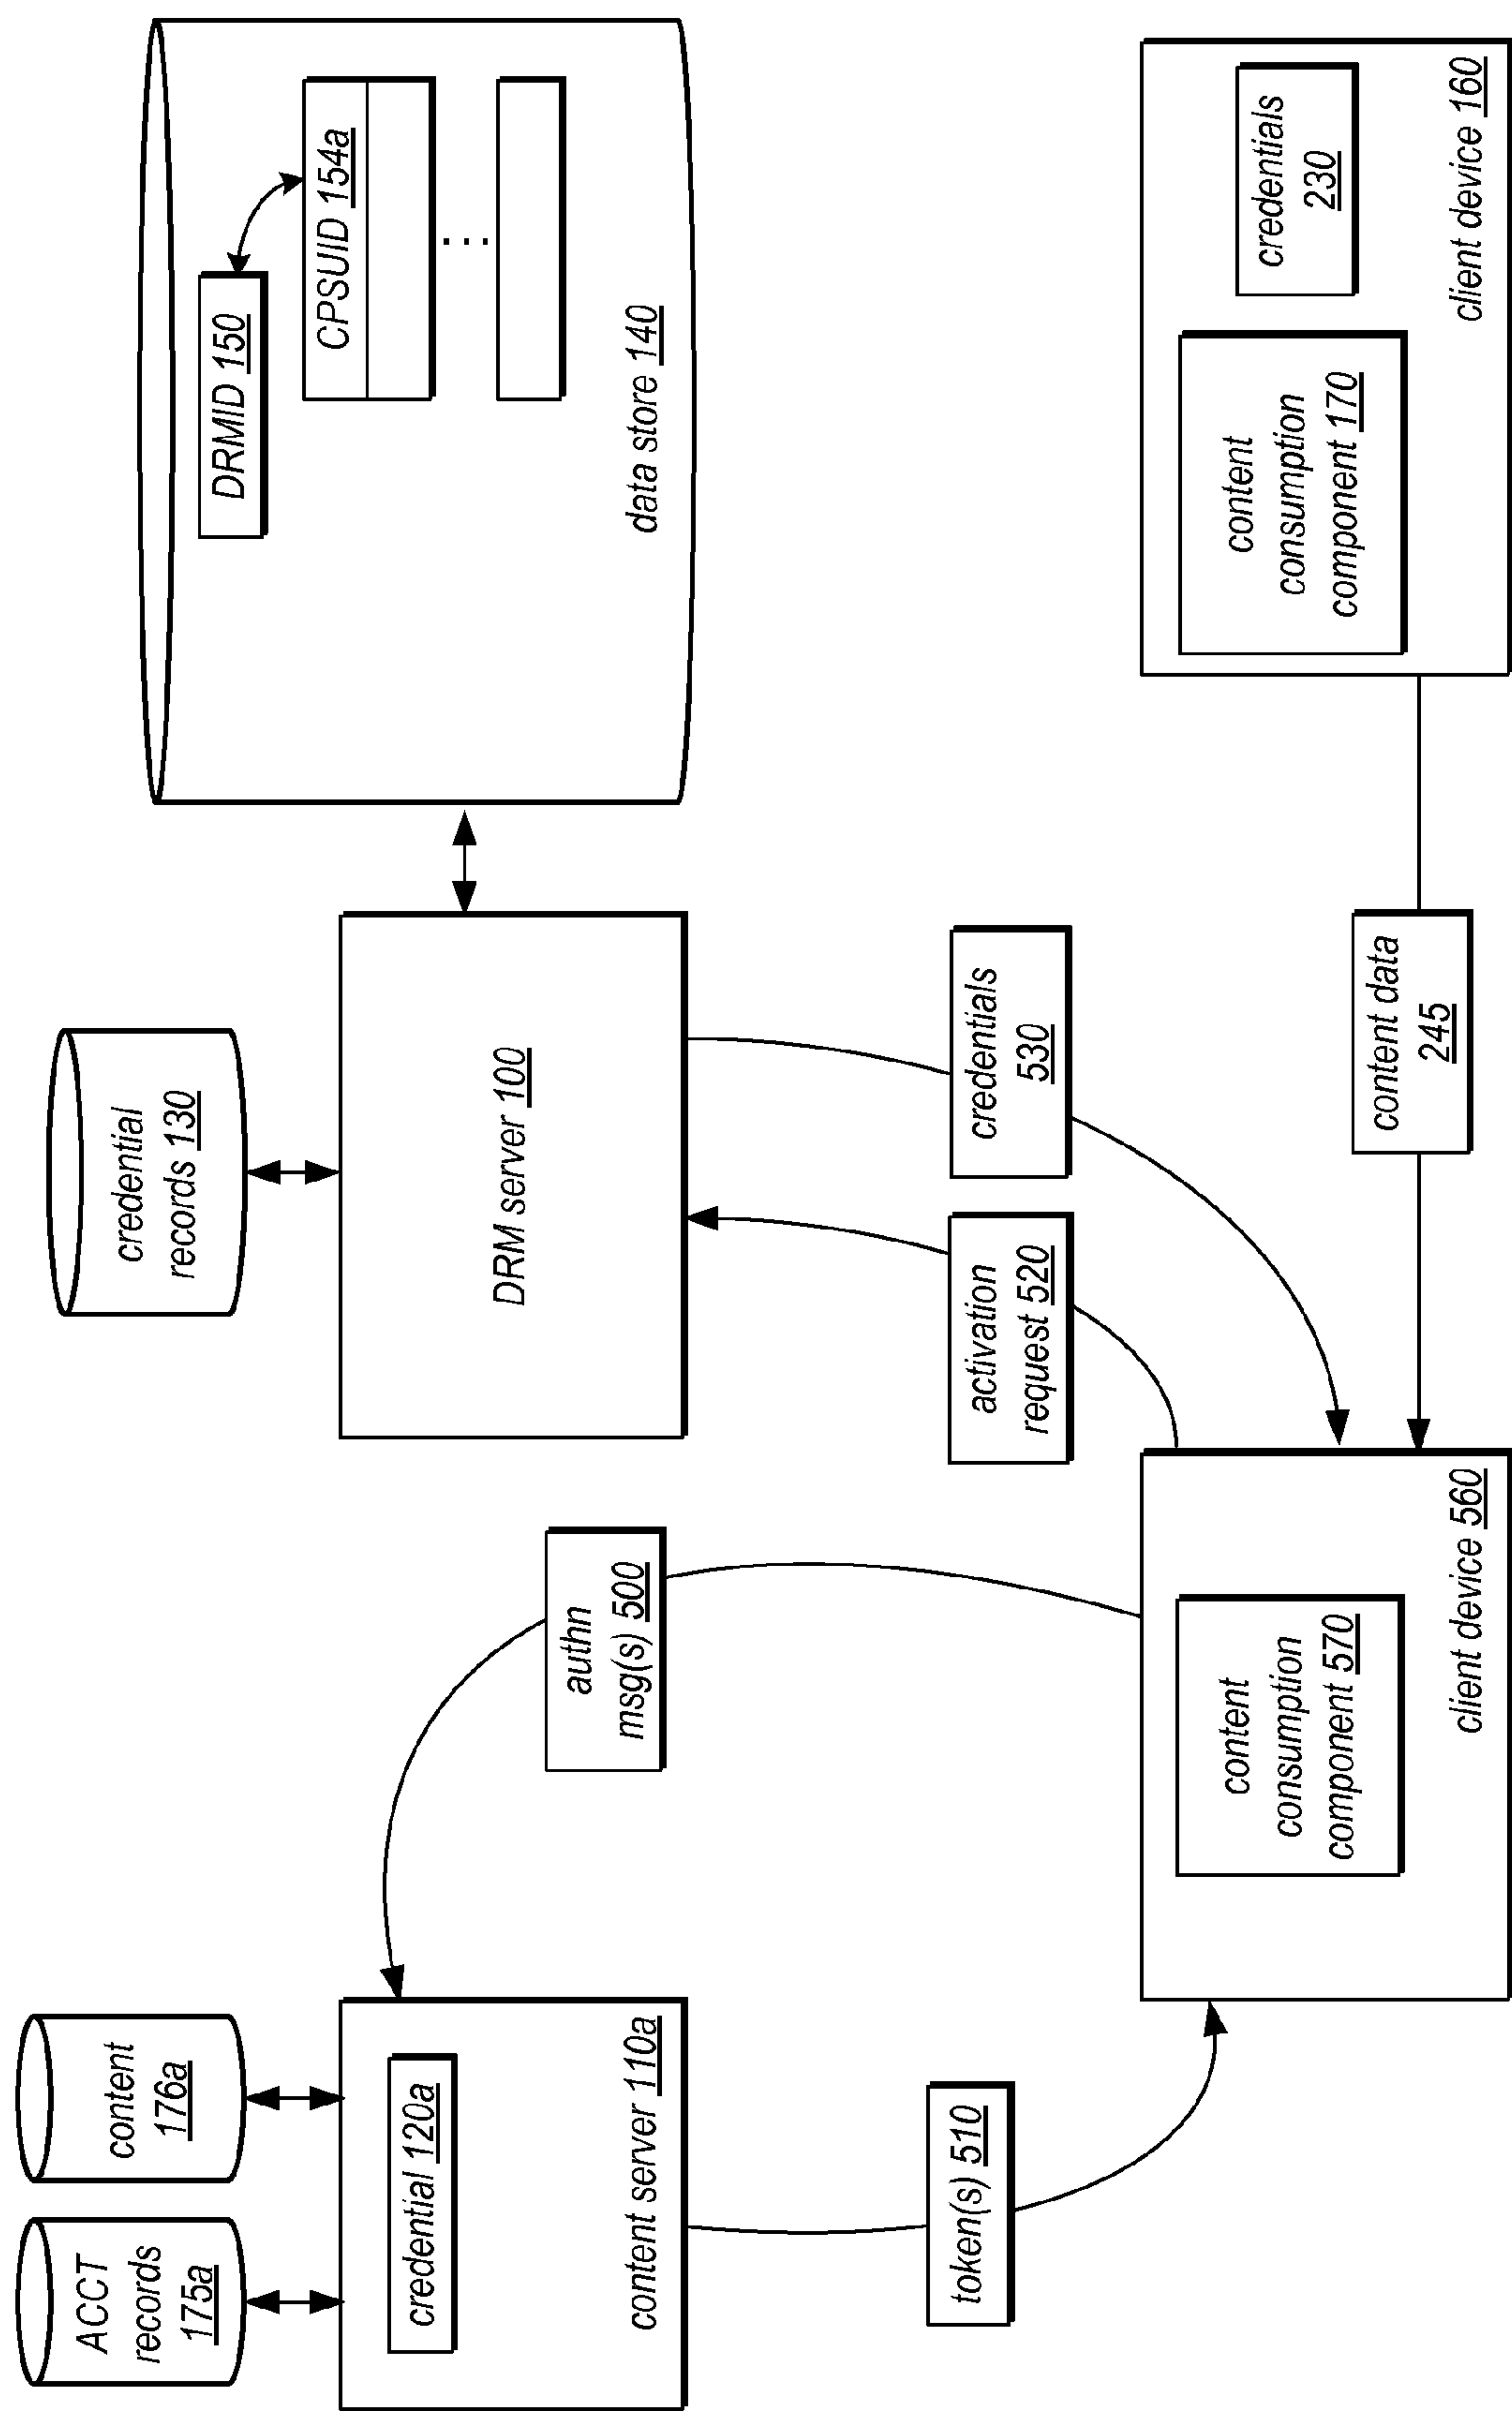 ACCT
records
175a
content
176a
credential 120a
content server 110a
credential
records 130
DRM server 100
DRMID 150
CPSUID 154a
...
data store 140
authn
msg(s) 500
token(s) 510
activation
request 520
credentials
530
content
consumption
component 570
client device 560
content data
245
content
consumption
component 170
credentials
230
client device 160